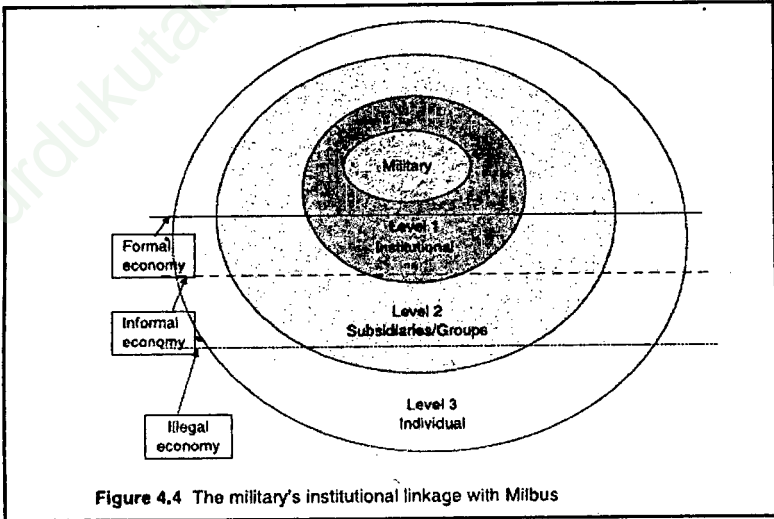 urdukutab
Military
Level 1
Institutional
Formal
economy
Level 2
Subsidiaries/Groups
Informal
economy
Level 3
Individual
Illegal
economy
Figure 4.4 The military's institutional linkage with Milbus